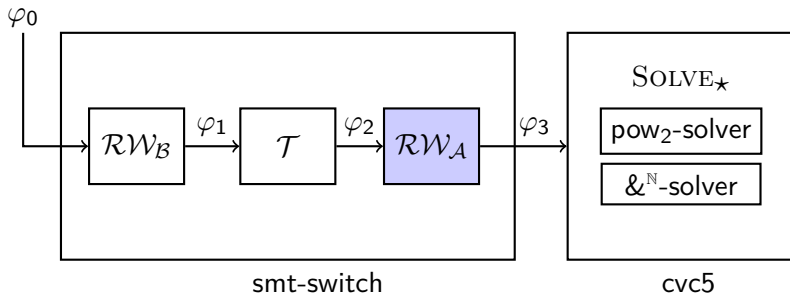 φ₀
SOLVE⋆
RW_B φ₁ T φ₂ RW_A φ₃
pow₂-solver
&ᴺ-solver
smt-switch cvc5